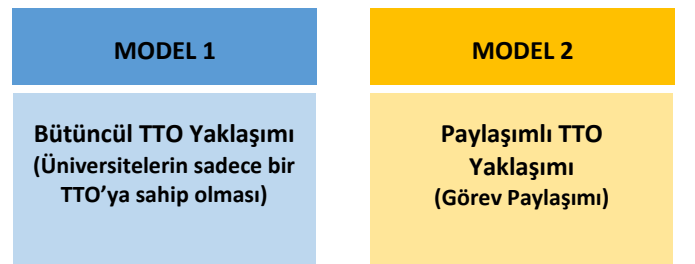 MODEL 1
Bütüncül TTO Yaklaşımı
(Üniversitelerin sadece bir
TTO’ya sahip olması)
MODEL 2
Paylaşımlı TTO
Yaklaşımı
(Görev Paylaşımı)